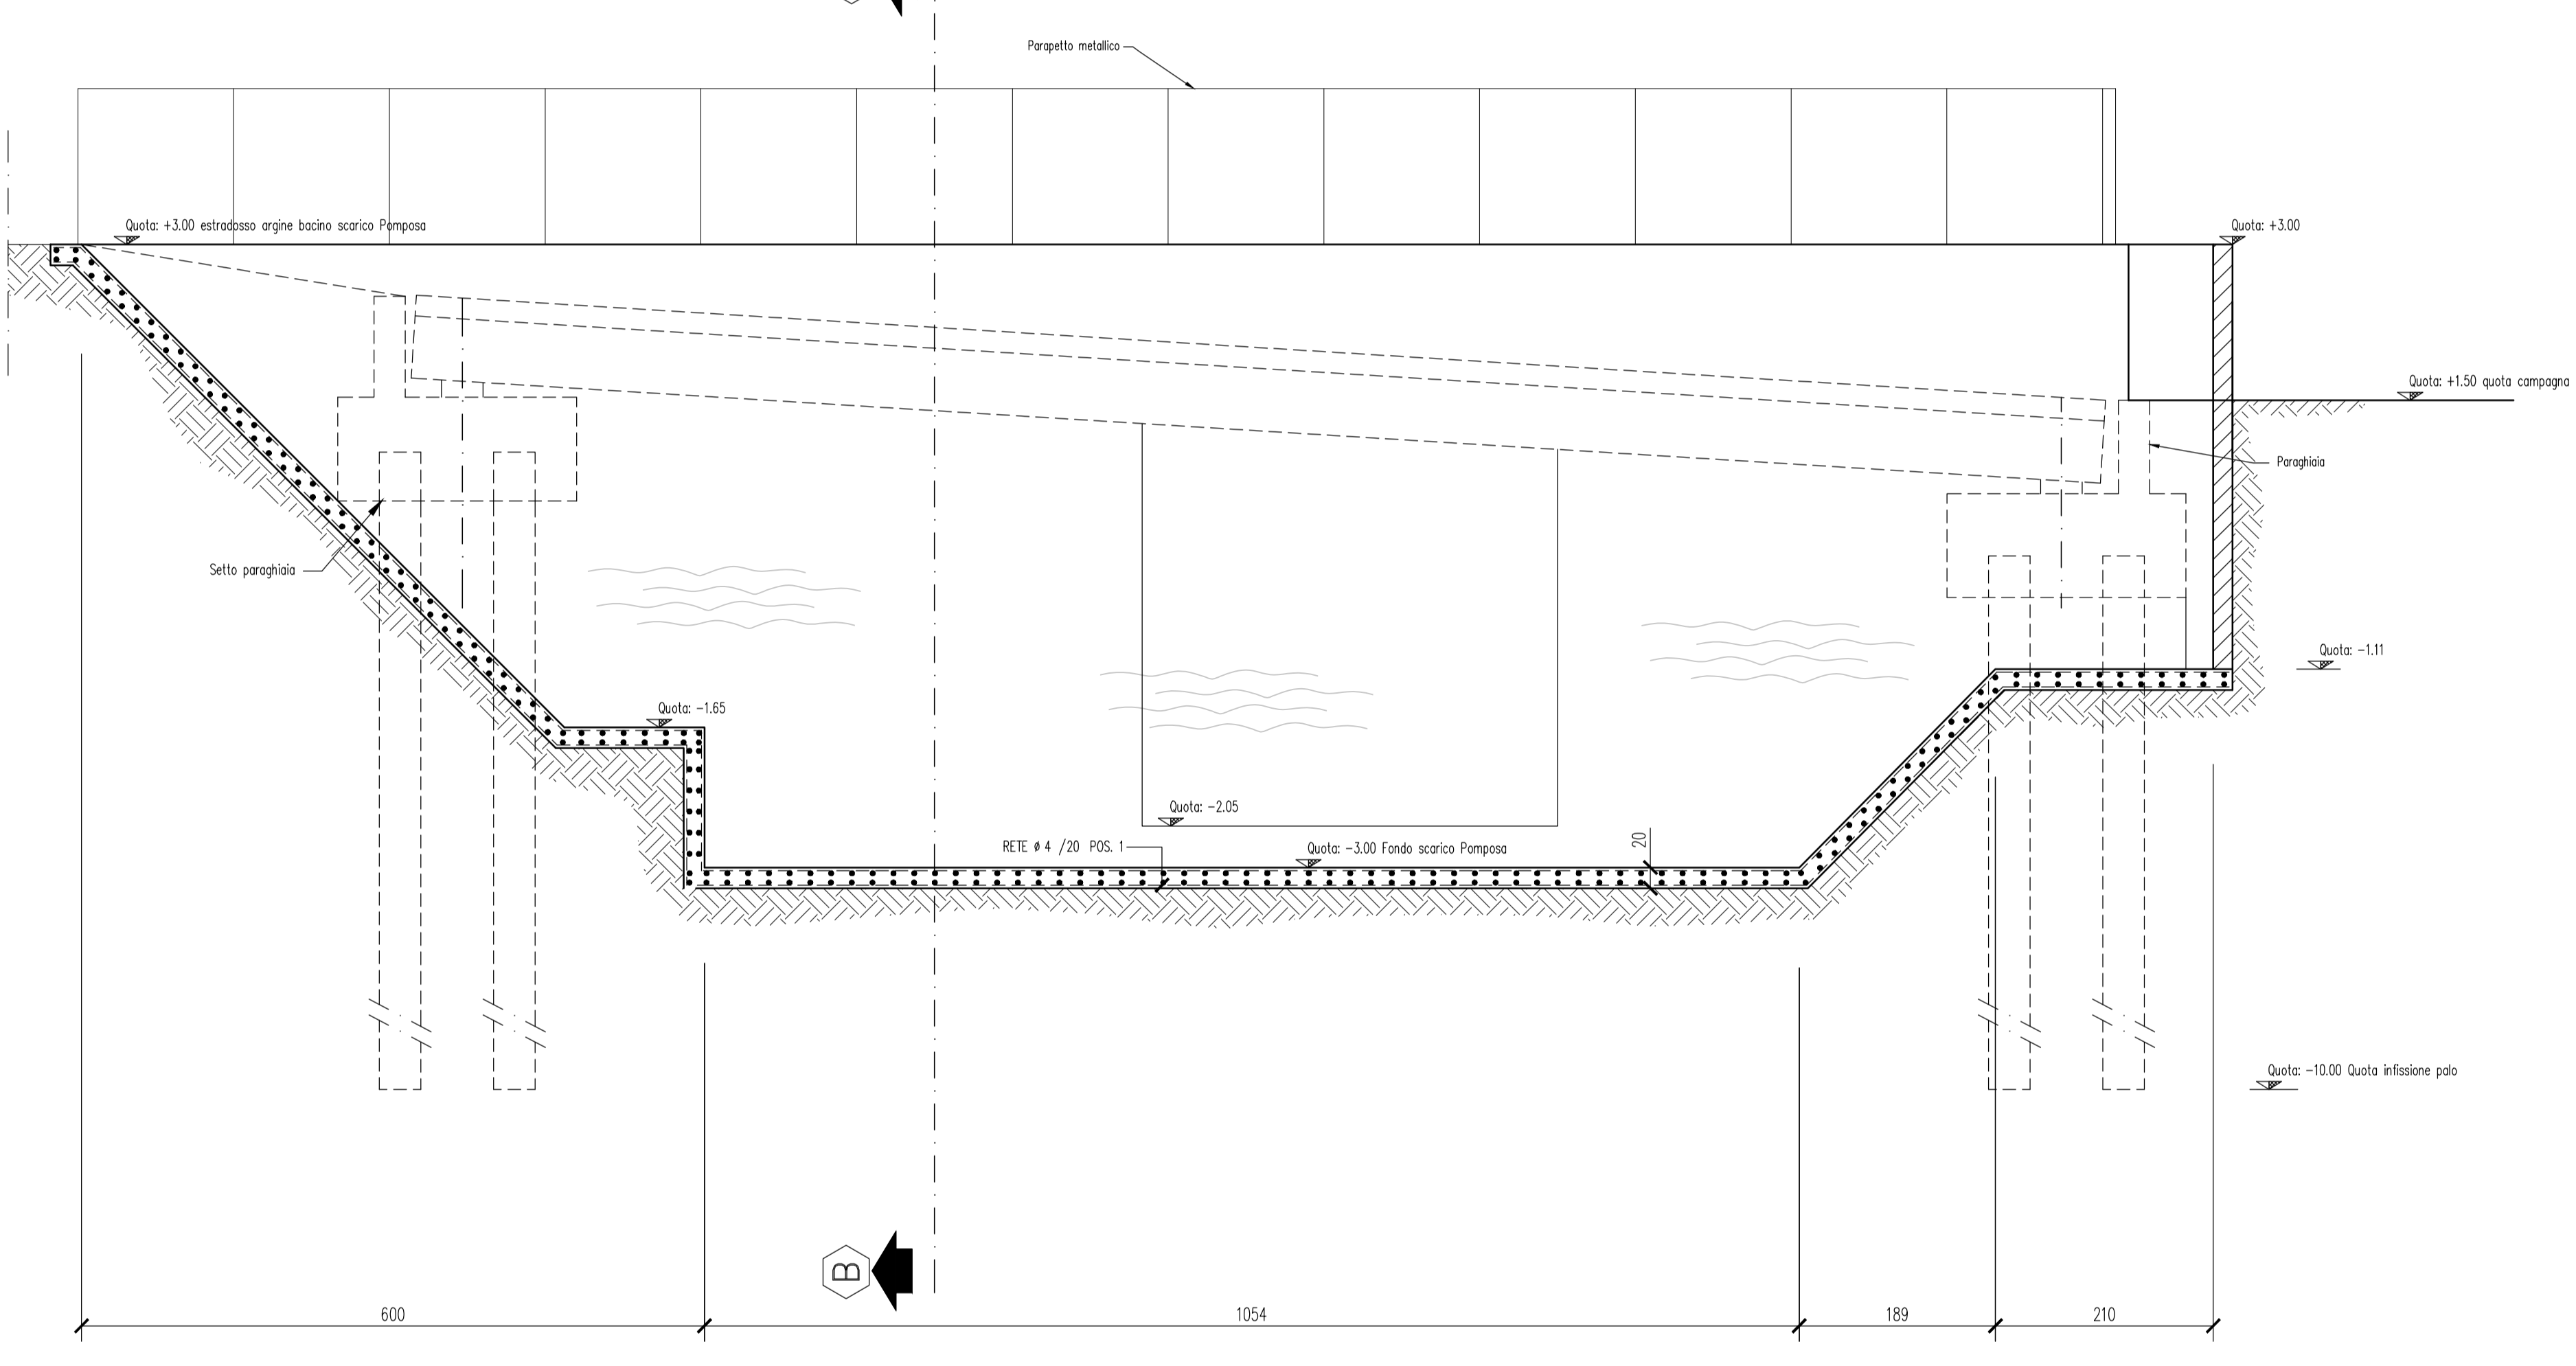 Parapetto metallico
Quota: +3.00 estradosso argine bacino scarico Pomposa
Quota: +3.00
Quota: +1.50 quota campagna
Paraghiaia
Setto paraghiaia
Quota: -1.11
Quota: -1.65
Quota: -2.05
RETE ø 4 /20 POS. 1
Quota: -3.00 Fondo scarico Pomposa
20
Quota: -10.00 Quota infissione palo
B
600
1054
189
210